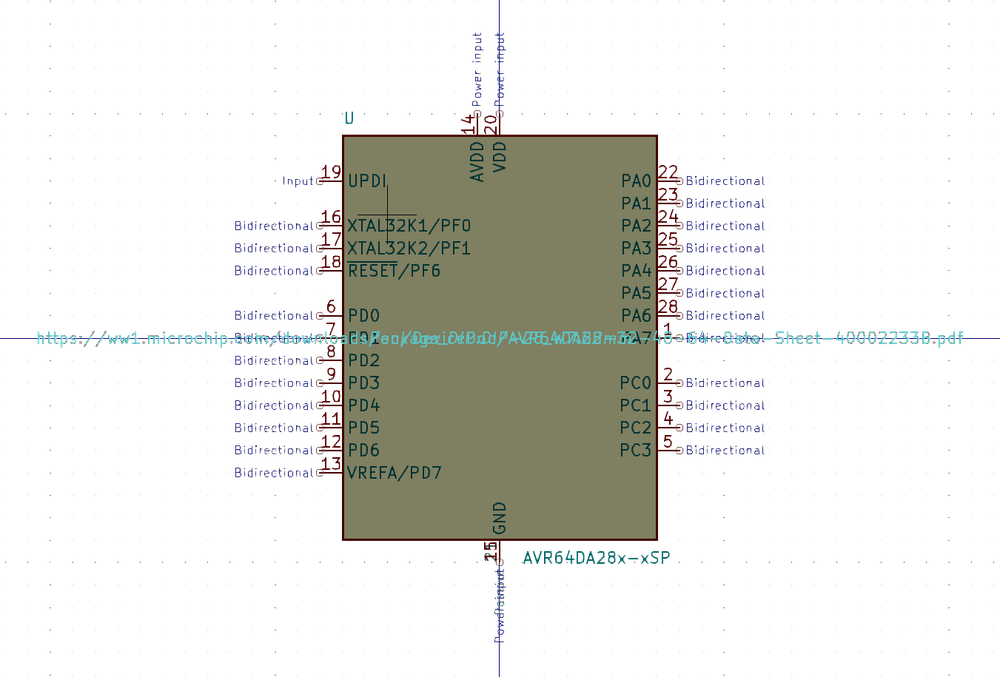 Power input
Power input
14
20
U
AVDD
VDD
Input 19 UPDI
PA0 22 Bidirectional
PA1 23
Bidirectional 16 XTAL32K1/PF0
PA2 24 Bidirectional
Bidirectional 17 XTAL32K2/PF1
PA3 25 Bidirectional
Bidirectional 18 RESET/PF6
PA4 26 Bidirectional
PA5 27 Bidirectional
Bidirectional 6 PD0
PA6 28 Bidirectional
7
1
Bidirectional 8 PD2
Bidirectional 9 PD3
PC0 2 Bidirectional
Bidirectional 10 PD4
PC1 3 Bidirectional
Bidirectional 11 PD5
PC2 4 Bidirectional
Bidirectional 12 PD6
PC3 5 Bidirectional
Bidirectional 13 VREFA/PD7
GND
AVR64DA28x-xSP